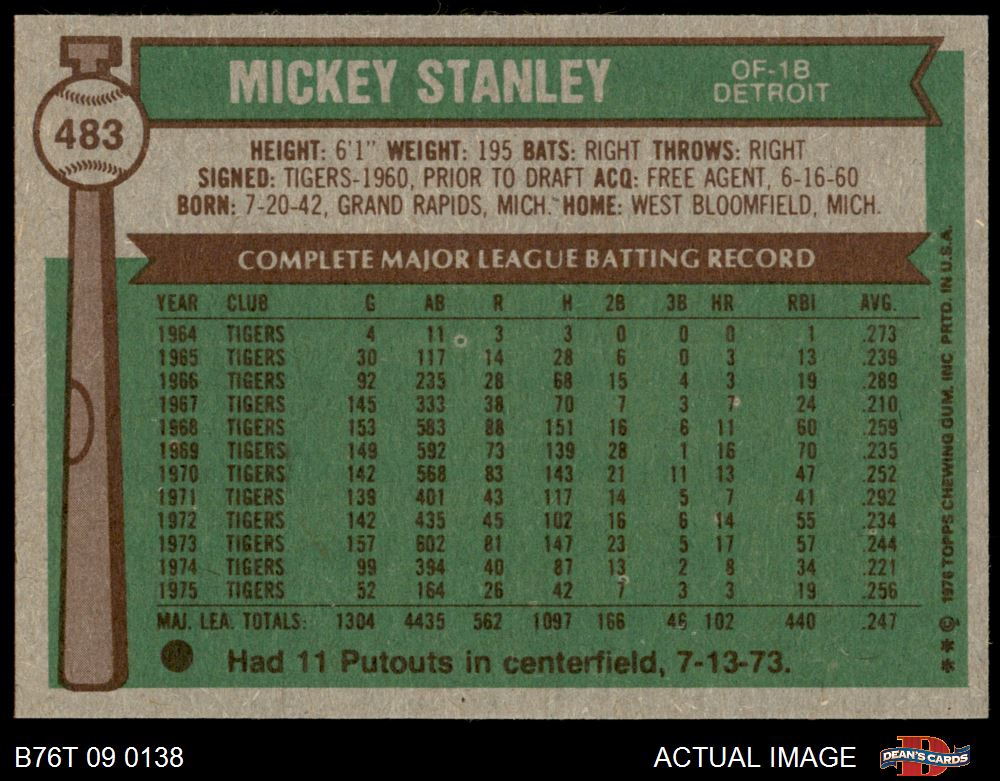 MICKEY STANLEY
OF-1B
DETROIT
483
HEIGHT: 6'1" WEIGHT: 195 BATS: RIGHT THROWS: RIGHT
SIGNED: TIGERS-1960, PRIOR TO DRAFT ACQ: FREE AGENT, 6-16-60
BORN: 7-20-42, GRAND RAPIDS, MICH. HOME: WEST BLOOMFIELD, MICH.
COMPLETE MAJOR LEAGUE BATTING RECORD
YEAR CLUB G AB R H 2B 3B HR RBI AVG.
1964 TIGERS 4 11 3 3 0 0 0 1 .273
1965 TIGERS 30 117 14 28 6 0 3 13 .239
1966 TIGERS 92 235 28 68 15 4 3 19 .289
1967 TIGERS 145 333 38 70 7 3 7 24 .210
1968 TIGERS 153 583 88 151 16 6 11 60 .259
1969 TIGERS 149 592 73 139 28 1 16 70 .235
1970 TIGERS 142 568 83 143 21 11 13 47 .252
1971 TIGERS 139 401 43 117 14 5 7 41 .292
1972 TIGERS 142 435 45 102 16 6 14 55 .234
1973 TIGERS 157 602 81 147 23 5 17 57 .244
1974 TIGERS 99 394 40 87 13 2 8 34 .221
1975 TIGERS 52 164 26 42 7 3 3 19 .256
MAJ. LEA. TOTALS: 1304 4435 562 1097 166 46 102 440 .247
Had 11 Putouts in centerfield, 7-13-73.
** © 1976 TOPPS CHEWING GUM, INC PRTD. IN U.S.A.
B76T 09 0138
ACTUAL IMAGE
DEAN'S CARDS